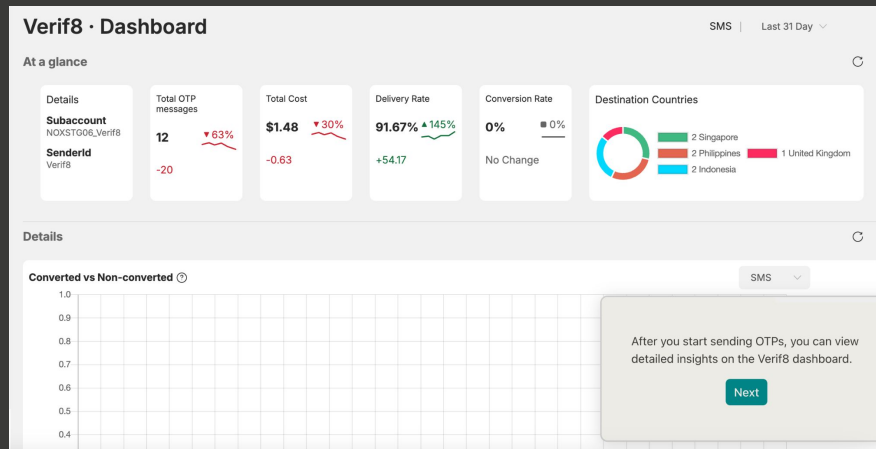 Verif8 · Dashboard
SMS | Last 31 Day
At a glance
Details
Subaccount
NOXSTG06_Verif8
SenderId
Verif8
Total OTP
messages
12 ▼63%
-20
Total Cost
$1.48 ▼30%
-0.63
Delivery Rate
91.67% ▲145%
+54.17
Conversion Rate
0% ■ 0%
No Change
Destination Countries
2 Singapore
2 Philippines 1 United Kingdom
2 Indonesia
Details
Converted vs Non-converted ?
SMS
1.0
0.9
0.8
0.7
0.6
0.5
0.4
After you start sending OTPs, you can view
detailed insights on the Verif8 dashboard.
Next